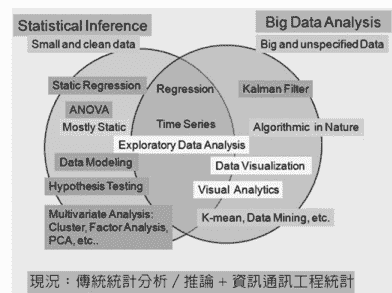 Statistical Inference
Big Data Analysis
Small and clean data
Big and unspecified Data
Static Regression
Regression
Kalman Filter
ANOVA
Mostly Static
Time Series
Algorithmic in Nature
Exploratory Data Analysis
Data Modeling
Data Visualization
Hypothesis Testing
Visual Analytics
Multivariate Analysis:
Cluster, Factor Analysis,
PCA, etc..
K-mean, Data Mining, etc.
現況：傳統統計分析 / 推論 + 資訊通訊工程統計